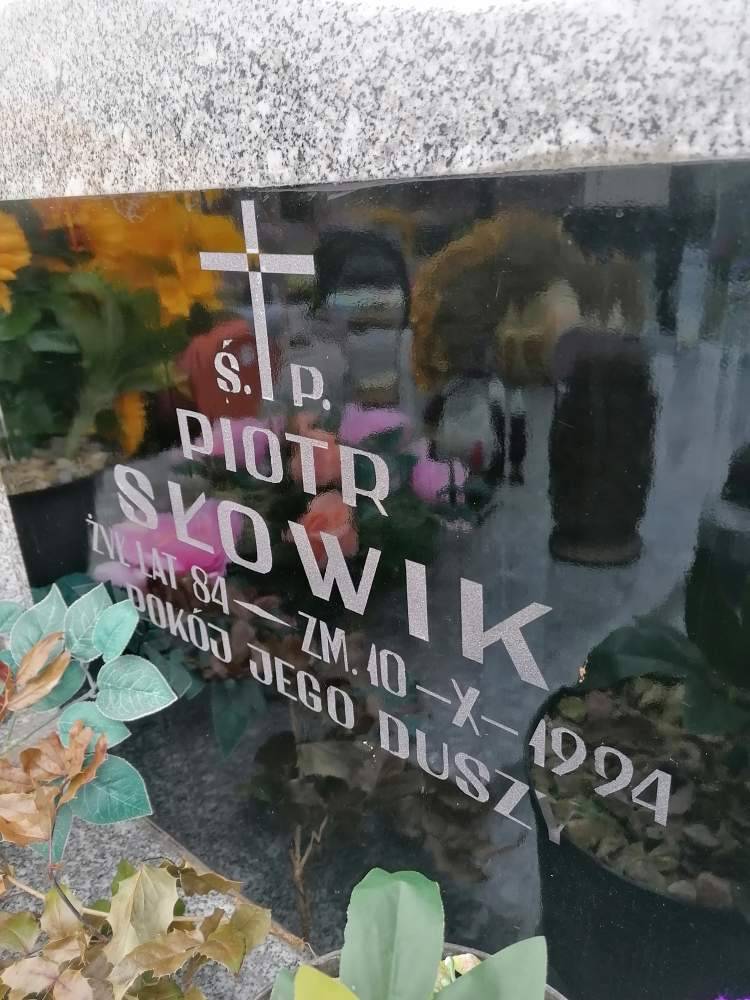 Ś. P.
PIOTR
SŁOWIK
ŻYŁ LAT 84 — ZM. 10 — X — 1994
POKÓJ JEGO DUSZY